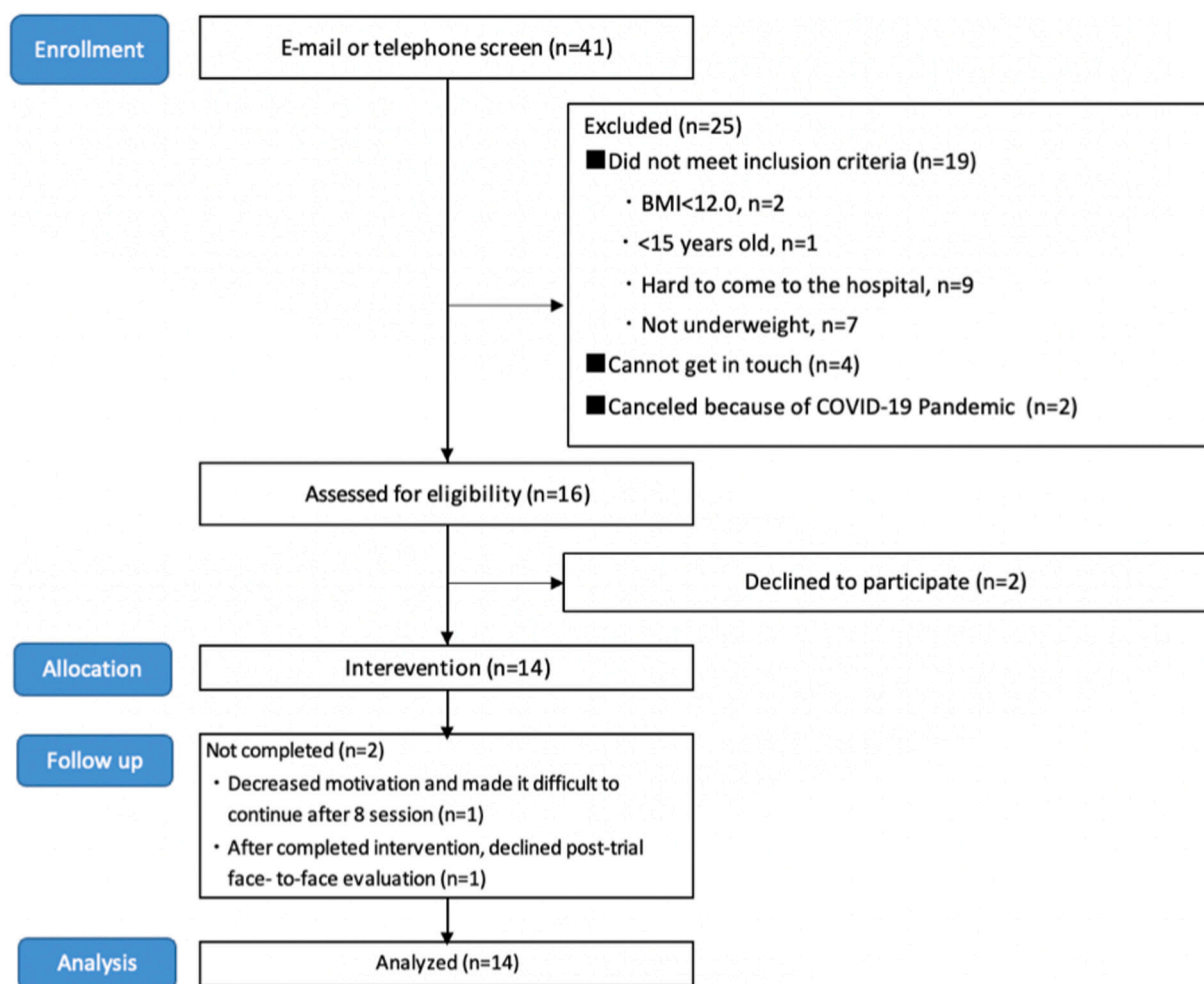 Enrollment
E-mail or telephone screen (n=41)
Excluded (n=25)
■Did not meet inclusion criteria (n=19)
・BMI<12.0, n=2
・<15 years old, n=1
・Hard to come to the hospital, n=9
・Not underweight, n=7
■Cannot get in touch (n=4)
■Canceled because of COVID-19 Pandemic (n=2)
Assessed for eligibility (n=16)
Declined to participate (n=2)
Allocation
Interevention (n=14)
Follow up
Not completed (n=2)
・Decreased motivation and made it difficult to
continue after 8 session (n=1)
・After completed intervention, declined post-trial
face- to-face evaluation (n=1)
Analysis
Analyzed (n=14)